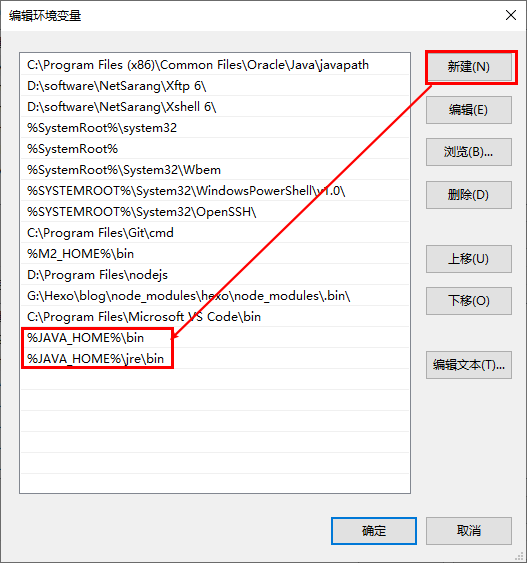 编辑环境变量
C:\Program Files (x86)\Common Files\Oracle\Java\javapath
D:\software\NetSarang\Xftp 6\
D:\software\NetSarang\Xshell 6\
%SystemRoot%\system32
%SystemRoot%
%SystemRoot%\System32\Wbem
%SYSTEMROOT%\System32\WindowsPowerShell\v1.0\
%SYSTEMROOT%\System32\OpenSSH\
C:\Program Files\Git\cmd
%M2_HOME%\bin
D:\Program Files\nodejs
G:\Hexo\blog\node_modules\hexo\node_modules\.bin\
C:\Program Files\Microsoft VS Code\bin
%JAVA_HOME%\bin
%JAVA_HOME%\jre\bin
新建(N)
编辑(E)
浏览(B)...
删除(D)
上移(U)
下移(O)
编辑文本(T)...
确定
取消